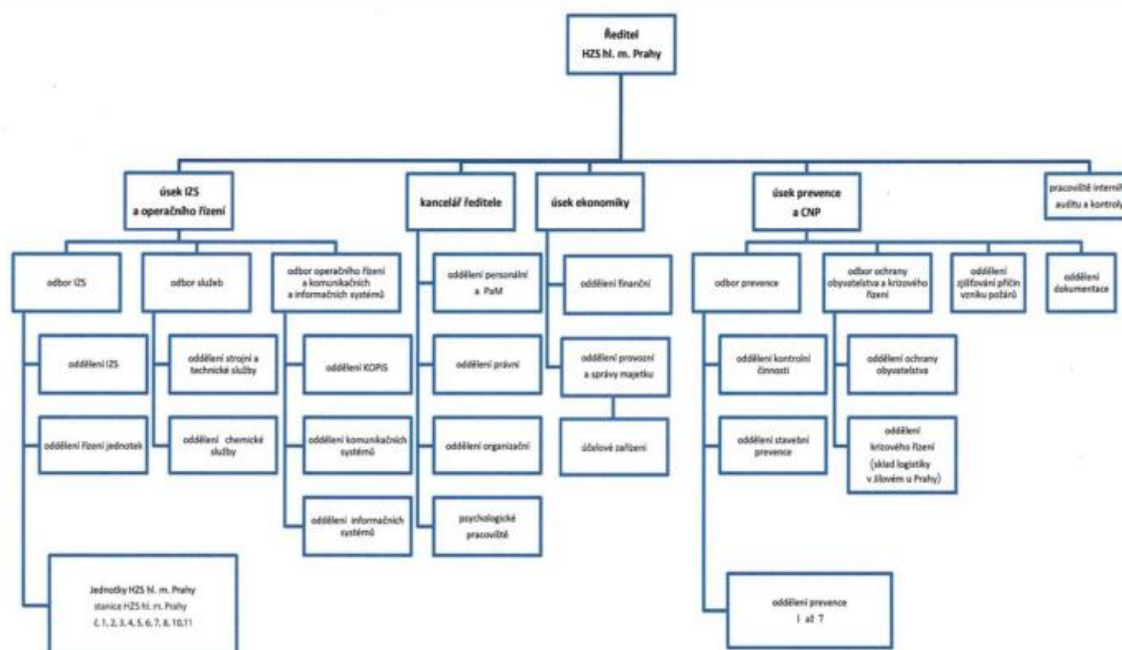 Ředitel
HZS hl. m. Prahy
úsek IZS
a operačního řízení
kancelář ředitele
úsek ekonomiky
úsek prevence
a CNP
pracoviště interního
auditu a kontroly
odbor IZS
odbor služeb
odbor operačního řízení
a komunikačních
a informačních systémů
oddělení personální
a PaM
oddělení finanční
odbor prevence
odbor ochrany
obyvatelstva a krizového
řízení
oddělení
zjišťování příčin
vzniku požárů
oddělení
dokumentace
oddělení IZS
oddělení strojní a
technické služby
oddělení KOPIS
oddělení právní
oddělení provozní
a správy majetku
oddělení kontrolní
činnosti
oddělení ochrany
obyvatelstva
oddělení řízení jednotek
oddělení chemické
služby
oddělení komunikačních
systémů
oddělení organizační
účelové zařízení
oddělení stavební
prevence
oddělení
krizového řízení
(sklad logistiky
v Jílovém u Prahy)
oddělení informačních
systémů
psychologické
pracoviště
Jednotky HZS hl. m. Prahy
stanice HZS hl. m. Prahy
č. 1, 2, 3, 4, 5, 6, 7, 8, 10,11
oddělení prevence
1 až 7